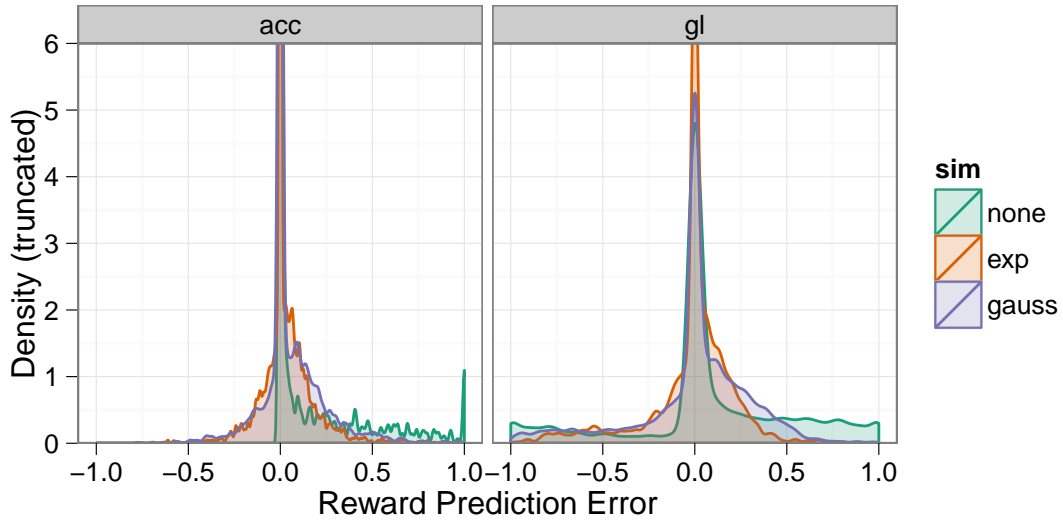 acc
gl
6
5
4
3
2
1
0
Density (truncated)
−1.0 −0.5 0.0 0.5 1.0
−1.0 −0.5 0.0 0.5 1.0
Reward Prediction Error
sim
none
exp
gauss